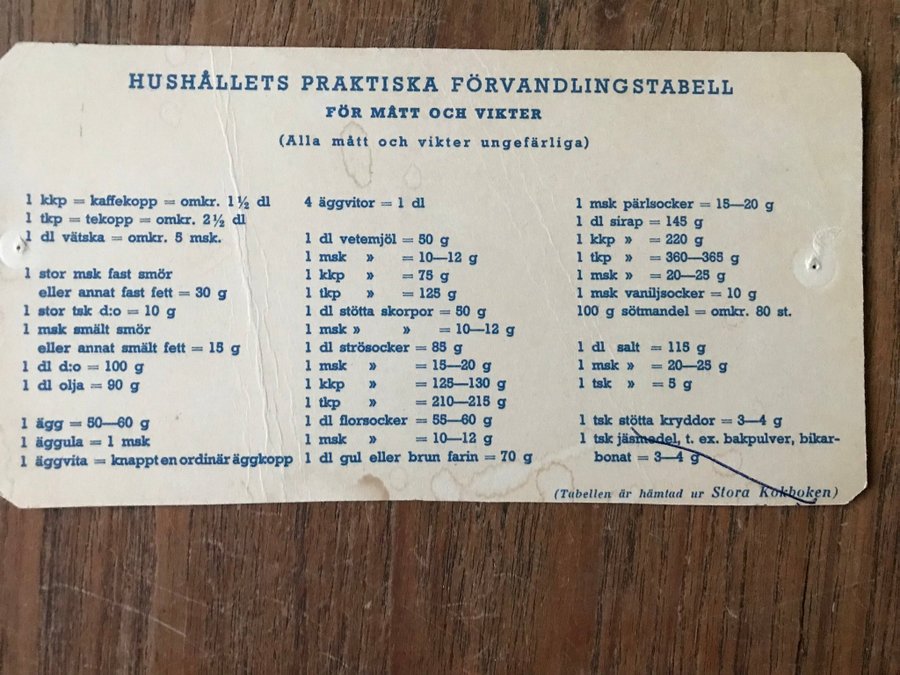 HUSHÅLLETS PRAKTISKA FÖRVANDLINGSTABELL
FÖR MÅTT OCH VIKTER
(Alla mått och vikter ungefärliga)
1 kkp = kaffekopp = omkr. 1½ dl
1 tkp = tekopp = omkr. 2½ dl
1 dl vätska = omkr. 5 msk.
1 stor msk fast smör
eller annat fast fett = 30 g
1 stor tsk d:o = 10 g
1 msk smält smör
eller annat smält fett = 15 g
1 dl d:o = 100 g
1 dl olja = 90 g
1 ägg = 50—60 g
1 äggula = 1 msk
1 äggvita = knappt en ordinär äggkopp
4 äggvitor = 1 dl
1 dl vetemjöl = 50 g
1 msk » = 10—12 g
1 kkp » = 75 g
1 tkp » = 125 g
1 dl stötta skorpor = 50 g
1 msk » » = 10—12 g
1 dl strösocker = 85 g
1 msk » = 15—20 g
1 kkp » = 125—130 g
1 tkp » = 210—215 g
1 dl florsocker = 55—60 g
1 msk » = 10—12 g
1 dl gul eller brun farin = 70 g
1 msk pärlsocker = 15—20 g
1 dl sirap = 145 g
1 kkp » = 220 g
1 tkp » = 360—365 g
1 msk » = 20—25 g
1 msk vaniljsocker = 10 g
100 g sötmandel = omkr. 80 st.
1 dl salt = 115 g
1 msk » = 20—25 g
1 tsk » = 5 g
1 tsk stötta kryddor = 3—4 g
1 tsk jäsmedel, t. ex. bakpulver, bikar-
bonat = 3—4 g
(Tabellen är hämtad ur Stora Kokboken)